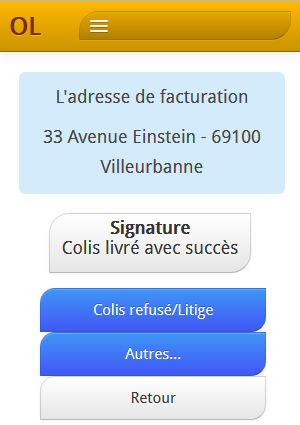 OL
L'adresse de facturation
33 Avenue Einstein - 69100
Villeurbanne
Signature
Colis livré avec succès
Colis refusé/Litige
Autres...
Retour